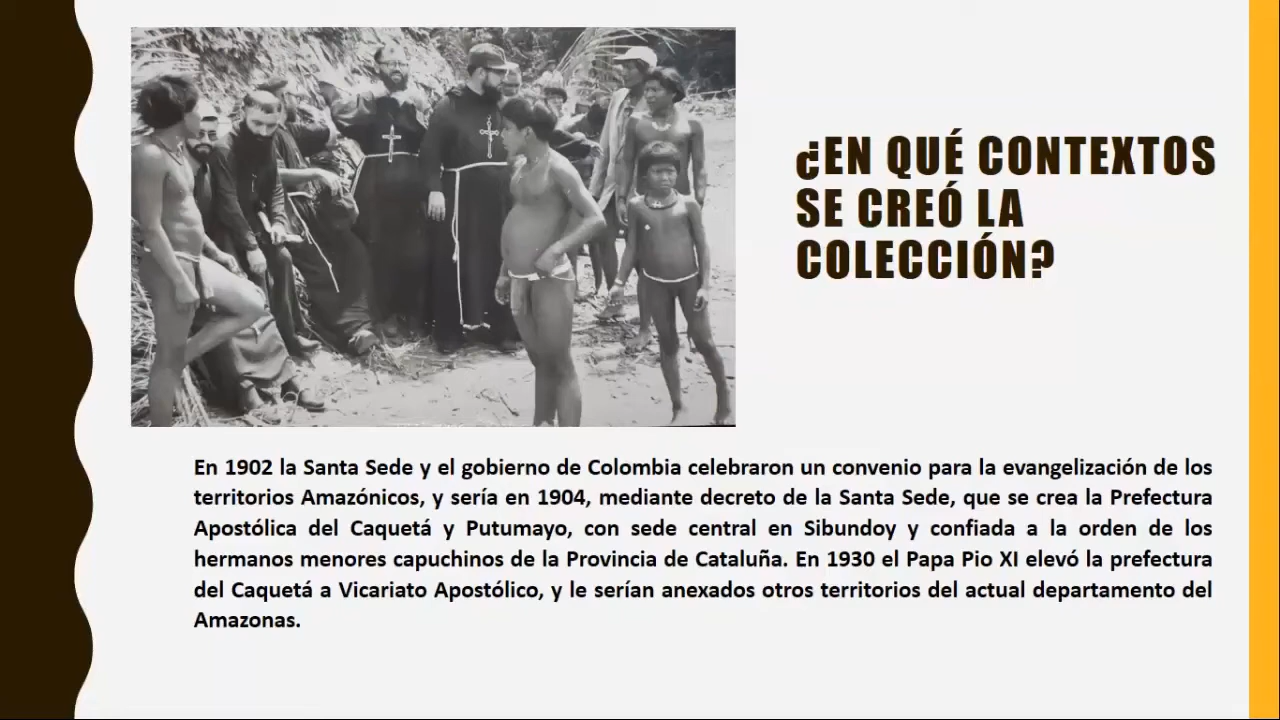 ¿EN QUÉ CONTEXTOS
SE CREÓ LA
COLECCIÓN?
En 1902 la Santa Sede y el gobierno de Colombia celebraron un convenio para la evangelización de los
territorios Amazónicos, y sería en 1904, mediante decreto de la Santa Sede, que se crea la Prefectura
Apostólica del Caquetá y Putumayo, con sede central en Sibundoy y confiada a la orden de los
hermanos menores capuchinos de la Provincia de Cataluña. En 1930 el Papa Pio XI elevó la prefectura
del Caquetá a Vicariato Apostólico, y le serían anexados otros territorios del actual departamento del
Amazonas.